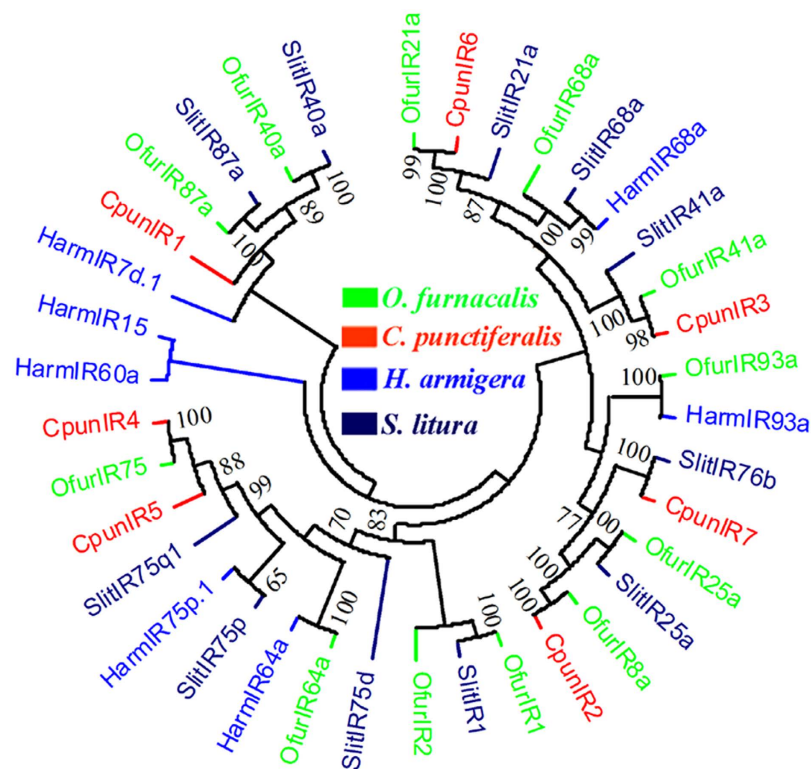 OfurIR21a
CpunIR6
SlitIR21a
OfurIR68a
SlitIR68a
HarmIR68a
SlitIR41a
OfurIR41a
CpunIR3
OfurIR93a
HarmIR93a
SlitIR76b
CpunIR7
OfurIR25a
SlitIR25a
OfurIR8a
CpunIR2
OfurIR1
SlitIR1
OfurIR2
SlitIR75d
OfurIR64a
HarmIR64a
SlitIR75p
HarmIR75p.1
SlitIR75q1
CpunIR5
OfurIR75
CpunIR4
HarmIR60a
HarmIR15
HarmIR7d.1
CpunIR1
OfurIR87a
SlitIR87a
OfurIR40a
SlitIR40a
99
100
87
00
99
100
98
100
100
77
00
100
100
100
83
70
100
65
99
88
100
100
89
100
O. furnacalis
C. punctiferalis
H. armigera
S. litura